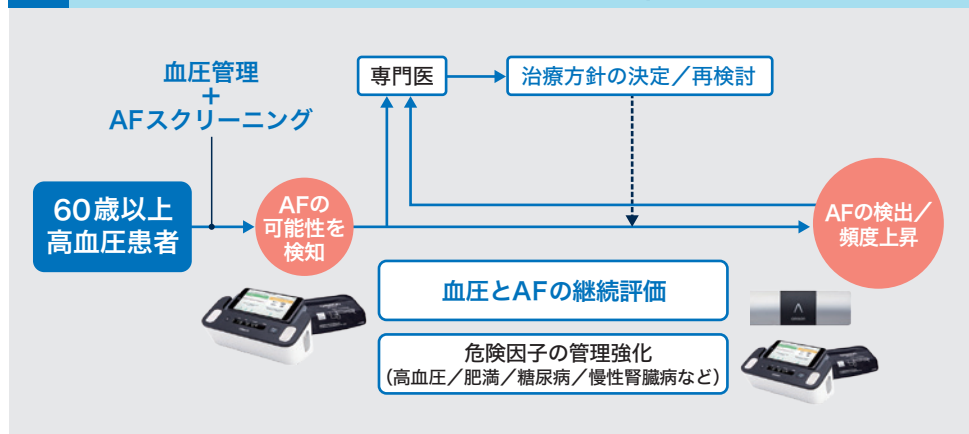 血圧管理
+
AFスクリーニング
専門医
治療方針の決定／再検討
60歳以上
高血圧患者
AFの
可能性を
検知
AFの検出／
頻度上昇
血圧とAFの継続評価
危険因子の管理強化
（高血圧／肥満／糖尿病／慢性腎臓病など）